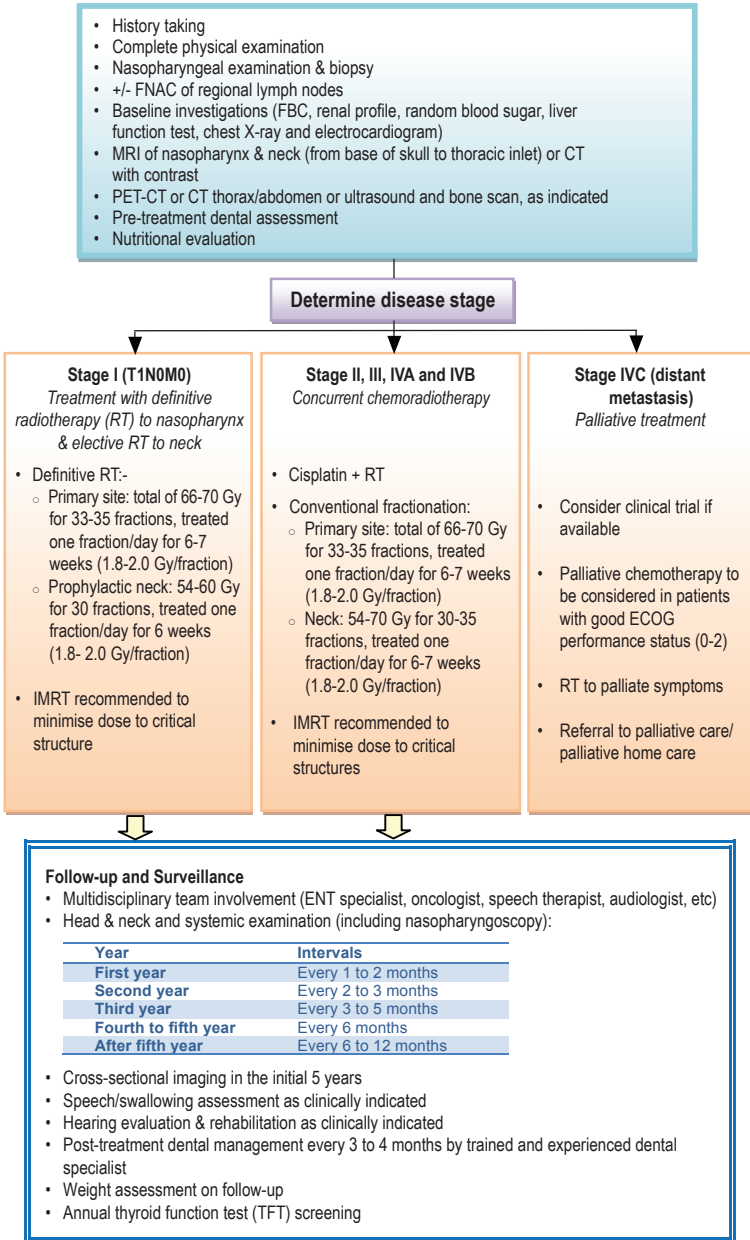 • History taking
• Complete physical examination
• Nasopharyngeal examination & biopsy
• +/- FNAC of regional lymph nodes
• Baseline investigations (FBC, renal profile, random blood sugar, liver
function test, chest X-ray and electrocardiogram)
• MRI of nasopharynx & neck (from base of skull to thoracic inlet) or CT
with contrast
• PET-CT or CT thorax/abdomen or ultrasound and bone scan, as indicated
• Pre-treatment dental assessment
• Nutritional evaluation
Determine disease stage
Stage I (T1N0M0)
Treatment with definitive
radiotherapy (RT) to nasopharynx
& elective RT to neck
• Definitive RT:-
○ Primary site: total of 66-70 Gy
for 33-35 fractions, treated
one fraction/day for 6-7
weeks (1.8-2.0 Gy/fraction)
○ Prophylactic neck: 54-60 Gy
for 30 fractions, treated one
fraction/day for 6 weeks
(1.8- 2.0 Gy/fraction)
• IMRT recommended to
minimise dose to critical
structure
Stage II, III, IVA and IVB
Concurrent chemoradiotherapy
• Cisplatin + RT
• Conventional fractionation:
○ Primary site: total of 66-70 Gy
for 33-35 fractions, treated
one fraction/day for 6-7 weeks
(1.8-2.0 Gy/fraction)
○ Neck: 54-70 Gy for 30-35
fractions, treated one
fraction/day for 6-7 weeks
(1.8-2.0 Gy/fraction)
• IMRT recommended to
minimise dose to critical
structures
Stage IVC (distant
metastasis)
Palliative treatment
• Consider clinical trial if
available
• Palliative chemotherapy to
be considered in patients
with good ECOG
performance status (0-2)
• RT to palliate symptoms
• Referral to palliative care/
palliative home care
Follow-up and Surveillance
• Multidisciplinary team involvement (ENT specialist, oncologist, speech therapist, audiologist, etc)
• Head & neck and systemic examination (including nasopharyngoscopy):
Year Intervals
First year Every 1 to 2 months
Second year Every 2 to 3 months
Third year Every 3 to 5 months
Fourth to fifth year Every 6 months
After fifth year Every 6 to 12 months
• Cross-sectional imaging in the initial 5 years
• Speech/swallowing assessment as clinically indicated
• Hearing evaluation & rehabilitation as clinically indicated
• Post-treatment dental management every 3 to 4 months by trained and experienced dental
specialist
• Weight assessment on follow-up
• Annual thyroid function test (TFT) screening